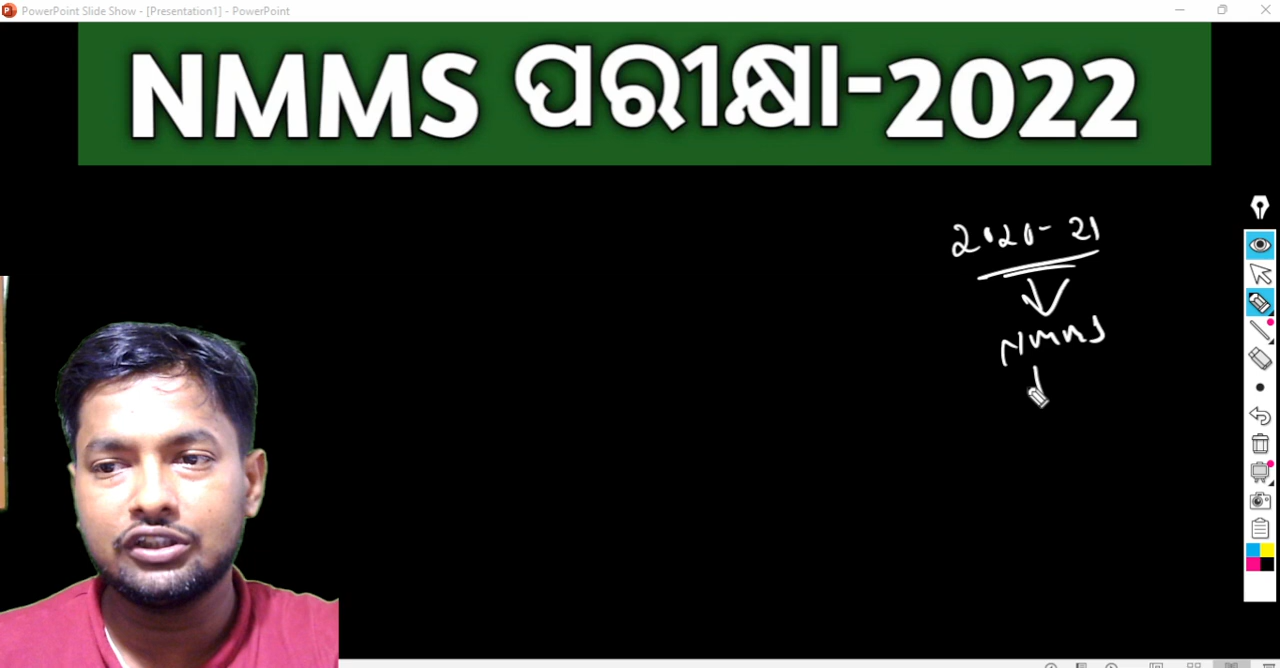 PowerPoint Slide Show - [Presentation1] - PowerPoint
NMMS ପରୀକ୍ଷା-2022
2020-21
NMMS